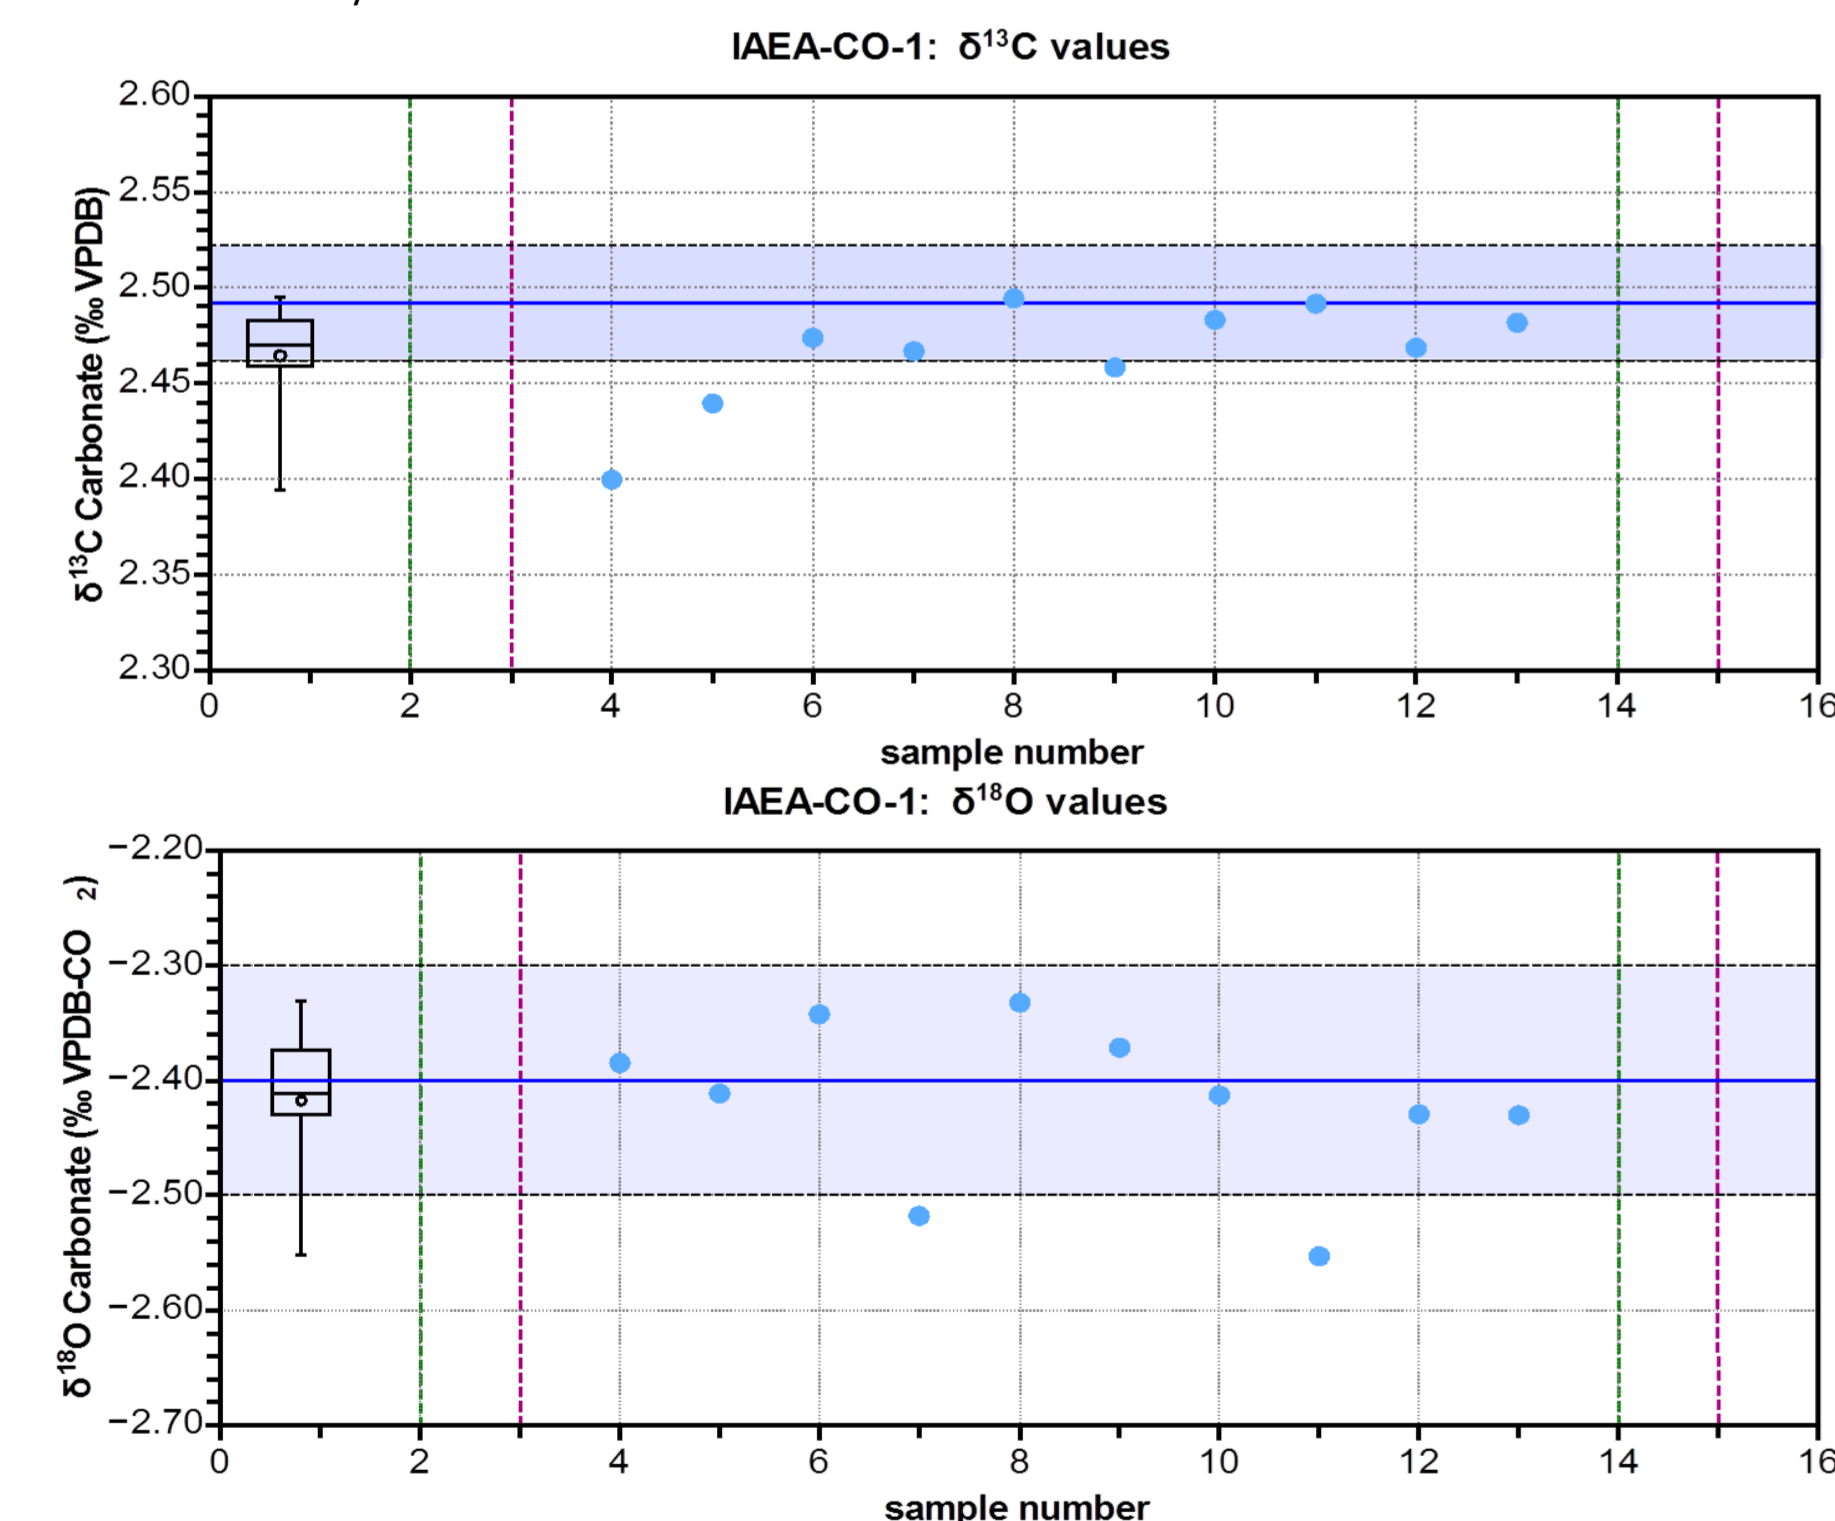 IAEA-CO-1: δ¹³C values
δ¹³C Carbonate (‰ VPDB)
2.60
2.55
2.50
2.45
2.40
2.35
2.30
0 2 4 6 8 10 12 14 16
sample number
IAEA-CO-1: δ¹⁸O values
δ¹⁸O Carbonate (‰ VPDB-CO ₂)
−2.20
−2.30
−2.40
−2.50
−2.60
−2.70
0 2 4 6 8 10 12 14 16
sample number